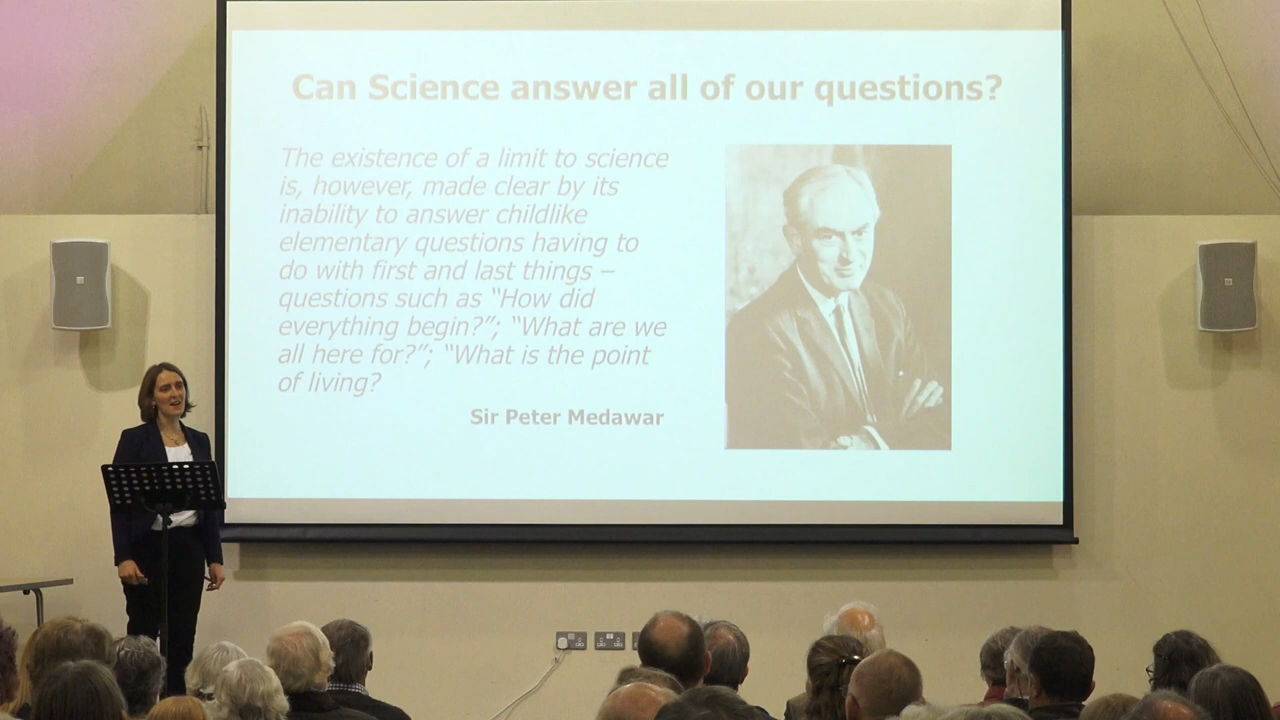 Can Science answer all of our questions?
The existence of a limit to science
is, however, made clear by its
inability to answer childlike
elementary questions having to
do with first and last things –
questions such as “How did
everything begin?”; “What are we
all here for?”; “What is the point
of living?
Sir Peter Medawar